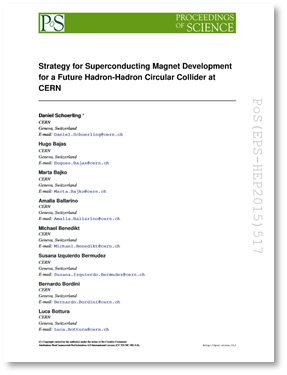 PoS
PROCEEDINGS
OF SCIENCE
Strategy for Superconducting Magnet Development
for a Future Hadron-Hadron Circular Collider at
CERN
Daniel Schoerling *
CERN
Geneva, Switzerland
E-mail: Daniel.Schoerling@cern.ch
Hugo Bajas
CERN
Geneva, Switzerland
E-mail: Hugues.Bajas@cern.ch
Marta Bajko
CERN
Geneva, Switzerland
E-mail: Marta.Bajko@cern.ch
Amalia Ballarino
CERN
Geneva, Switzerland
E-mail: Amalia.Ballarino@cern.ch
Michael Benedikt
CERN
Geneva, Switzerland
E-mail: Michael.Benedikt@cern.ch
Susana Izquierdo Bermudez
CERN
Geneva, Switzerland
E-mail: Susana.Izquierdo.Bermudez@cern.ch
Bernardo Bordini
CERN
Geneva, Switzerland
E-mail: Bernardo.Bordini@cern.ch
Luca Bottura
CERN
Geneva, Switzerland
E-mail: Luca.Bottura@cern.ch
PoS(EPS-HEP2015)517